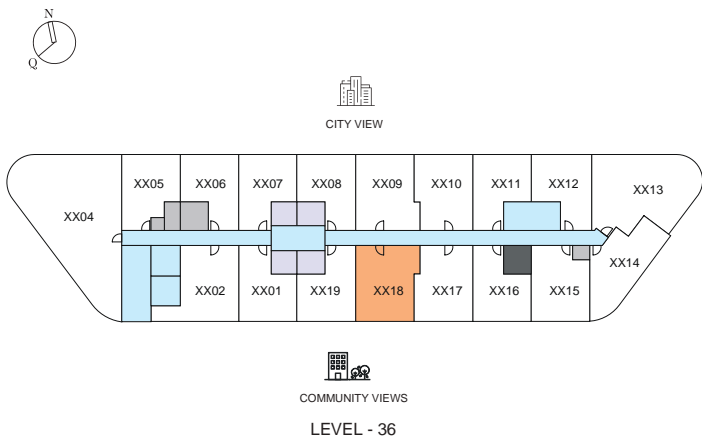 N
Q
CITY VIEW
XX05 XX06 XX07 XX08 XX09 XX10 XX11 XX12
XX13
XX04
XX14
XX02 XX01 XX19 XX18 XX17 XX16 XX15
COMMUNITY VIEWS
LEVEL - 36